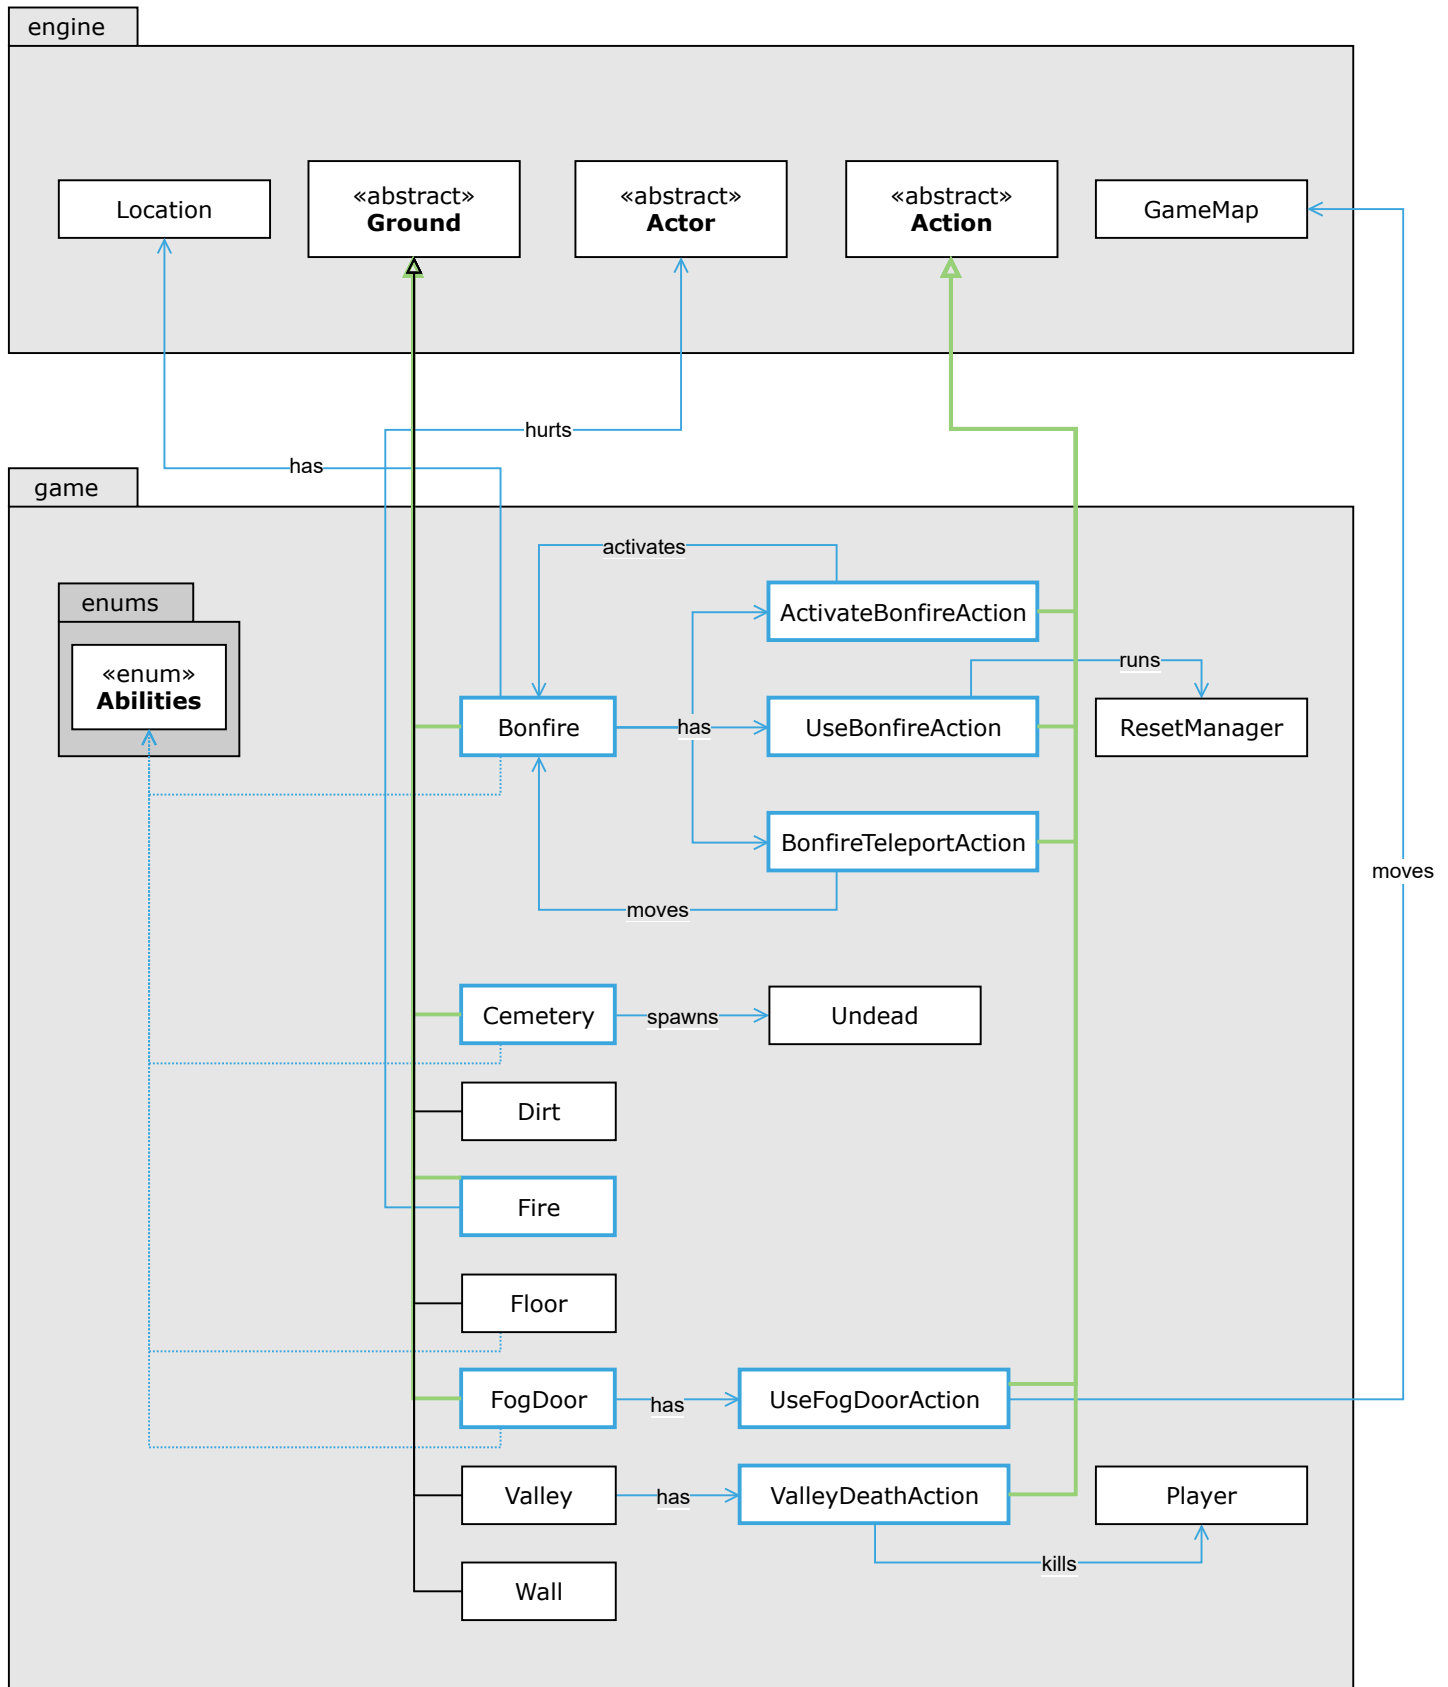 engine
Location
«abstract»
Ground
«abstract»
Actor
«abstract»
Action
GameMap
hurts
has
game
activates
enums
«enum»
Abilities
ActivateBonfireAction
runs
Bonfire
has
UseBonfireAction
ResetManager
BonfireTeleportAction
moves
moves
Cemetery
spawns
Undead
Dirt
Fire
Floor
FogDoor
has
UseFogDoorAction
Valley
has
ValleyDeathAction
Player
kills
Wall